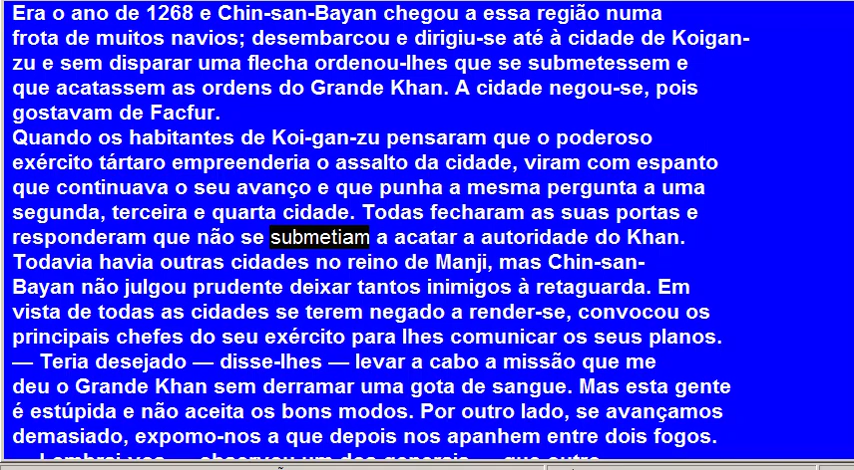 Era o ano de 1268 e Chin-san-Bayan chegou a essa região numa
frota de muitos navios; desembarcou e dirigiu-se até à cidade de Koigan-
zu e sem disparar uma flecha ordenou-lhes que se submetessem e
que acatassem as ordens do Grande Khan. A cidade negou-se, pois
gostavam de Facfur.
Quando os habitantes de Koi-gan-zu pensaram que o poderoso
exército tártaro empreenderia o assalto da cidade, viram com espanto
que continuava o seu avanço e que punha a mesma pergunta a uma
segunda, terceira e quarta cidade. Todas fecharam as suas portas e
responderam que não se submetiam a acatar a autoridade do Khan.
Todavia havia outras cidades no reino de Manji, mas Chin-san-
Bayan não julgou prudente deixar tantos inimigos à retaguarda. Em
vista de todas as cidades se terem negado a render-se, convocou os
principais chefes do seu exército para lhes comunicar os seus planos.
— Teria desejado — disse-lhes — levar a cabo a missão que me
deu o Grande Khan sem derramar uma gota de sangue. Mas esta gente
é estúpida e não aceita os bons modos. Por outro lado, se avançamos
demasiado, expomo-nos a que depois nos apanhem entre dois fogos.
— Lembrai-vos — observou um dos generais — que outro